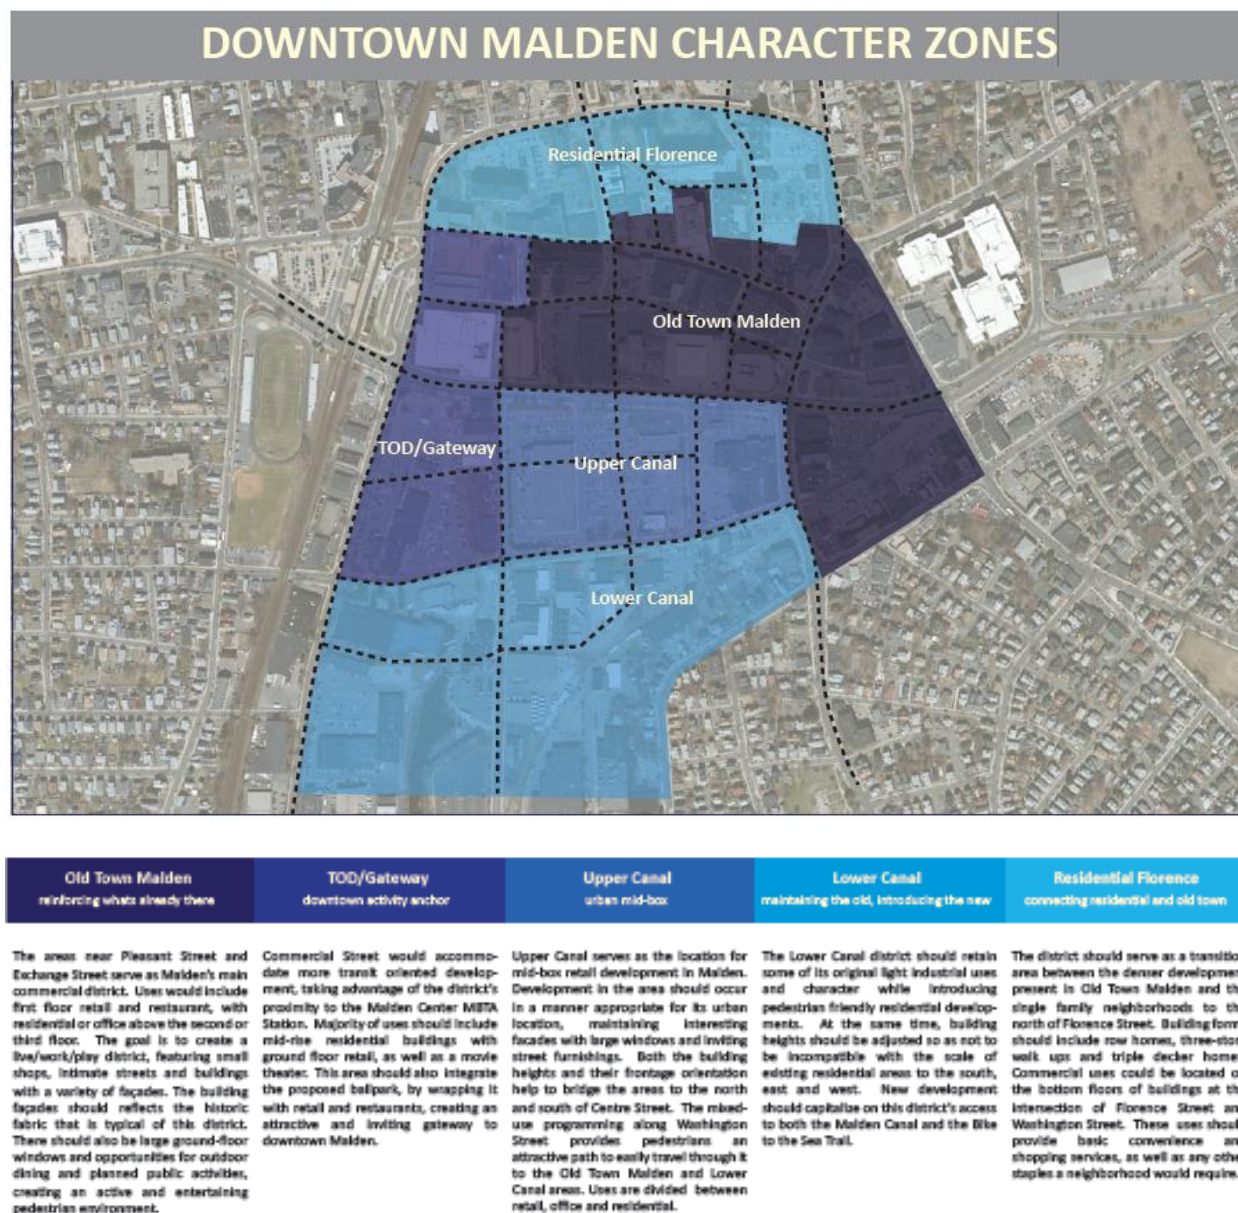 DOWNTOWN MALDEN CHARACTER ZONES
Residential Florence
Old Town Malden
TOD/Gateway
Upper Canal
Lower Canal
Old Town Malden
reinforcing whats already there
The areas near Pleasant Street and
Exchange Street serve as Malden's main
commercial district. Uses would include
first floor retail and restaurant, with
residential or office above the second or
third floor. The goal is to create a
live/work/play district, featuring small
shops, intimate streets and buildings
with a variety of façades. The building
façades should reflects the historic
fabric that is typical of this district.
There should also be large ground-floor
windows and opportunities for outdoor
dining and planned public activities,
creating an active and entertaining
pedestrian environment.
TOD/Gateway
downtown activity anchor
Commercial Street would accommo-
date more transit oriented develop-
ment, taking advantage of the district's
proximity to the Malden Center MBTA
Station. Majority of uses should include
mid-rise residential buildings with
ground floor retail, as well as a movie
theater. This area should also integrate
the proposed ballpark, by wrapping it
with retail and restaurants, creating an
attractive and inviting gateway to
downtown Malden.
Upper Canal
urban mid-box
Upper Canal serves as the location for
mid-box retail development in Malden.
Development in the area should occur
in a manner appropriate for its urban
location, maintaining interesting
facades with large windows and inviting
street furnishings. Both the building
heights and their frontage orientation
help to bridge the areas to the north
and south of Centre Street. The mixed-
use programming along Washington
Street provides pedestrians an
attractive path to easily travel through it
to the Old Town Malden and Lower
Canal areas. Uses are divided between
retail, office and residential.
Lower Canal
maintaining the old, introducing the new
The Lower Canal district should retain
some of its original light industrial uses
and character while introducing
pedestrian friendly residential develop-
ments. At the same time, building
heights should be adjusted so as not to
be incompatible with the scale of
existing residential areas to the south,
east and west. New development
should capitalize on this district's access
to both the Malden Canal and the Bike
to the Sea Trail.
Residential Florence
connecting residential and old town
The district should serve as a transitio
area between the denser developmen
present in Old Town Malden and th
single family neighborhoods to th
north of Florence Street. Building form
should include row homes, three-stor
walk ups and triple decker home
Commercial uses could be located o
the bottom floors of buildings at th
intersection of Florence Street an
Washington Street. These uses shoul
provide basic convenience an
shopping services, as well as any othe
staples a neighborhood would require.